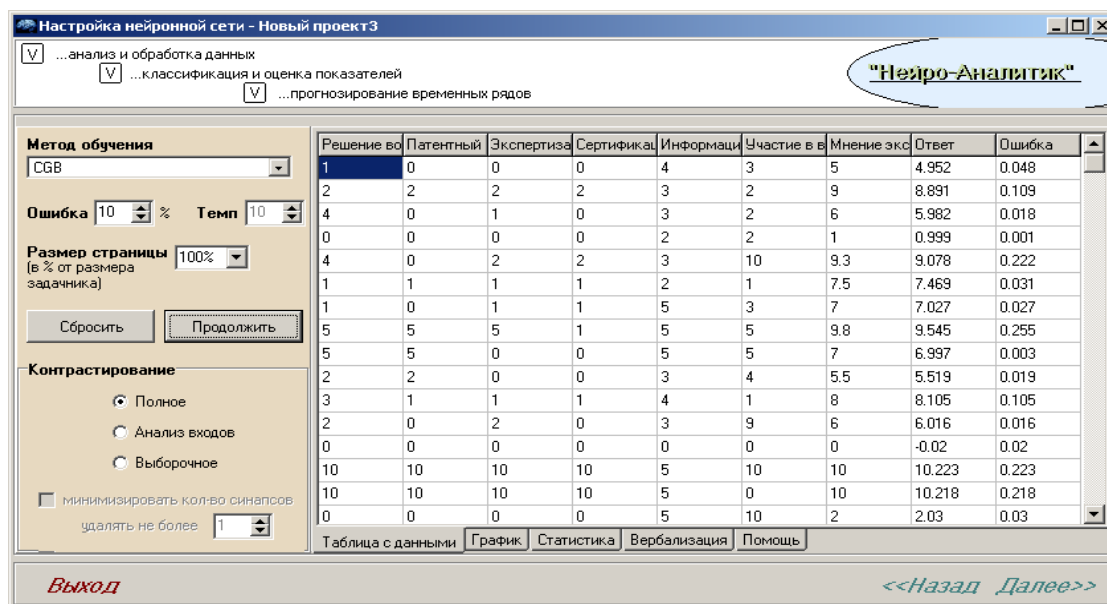 Настройка нейронной сети - Новый проект3
V ...анализ и обработка данных
V ...классификация и оценка показателей
V ...прогнозирование временных рядов
"Нейро-Аналитик"
Метод обучения
CGB
Ошибка 10 % Темп 10
Размер страницы 100%
(в % от размера
задачника)
Сбросить Продолжить
Контрастирование
Полное
Анализ входов
Выборочное
минимизировать кол-во синапсов
удалять не более 1
Решение во Патентный Экспертиза Сертификац Информаци Участие в в Мнение экс Ответ Ошибка
1 0 0 0 4 3 5 4.952 0.048
2 2 2 2 3 2 9 8.891 0.109
4 0 1 0 3 2 6 5.982 0.018
0 0 0 0 2 2 1 0.999 0.001
4 0 2 2 3 10 9.3 9.078 0.222
1 1 1 1 2 1 7.5 7.469 0.031
1 0 1 1 5 3 7 7.027 0.027
5 5 5 1 5 5 9.8 9.545 0.255
5 5 0 0 5 5 7 6.997 0.003
2 2 0 0 3 4 5.5 5.519 0.019
3 1 1 1 4 1 8 8.105 0.105
2 0 2 0 3 9 6 6.016 0.016
0 0 0 0 0 0 0 -0.02 0.02
10 10 10 10 5 10 10 10.223 0.223
10 10 10 10 5 0 10 10.218 0.218
0 0 0 0 5 10 2 2.03 0.03
Таблица с данными График Статистика Вербализация Помощь
Выход <<Назад Далее>>